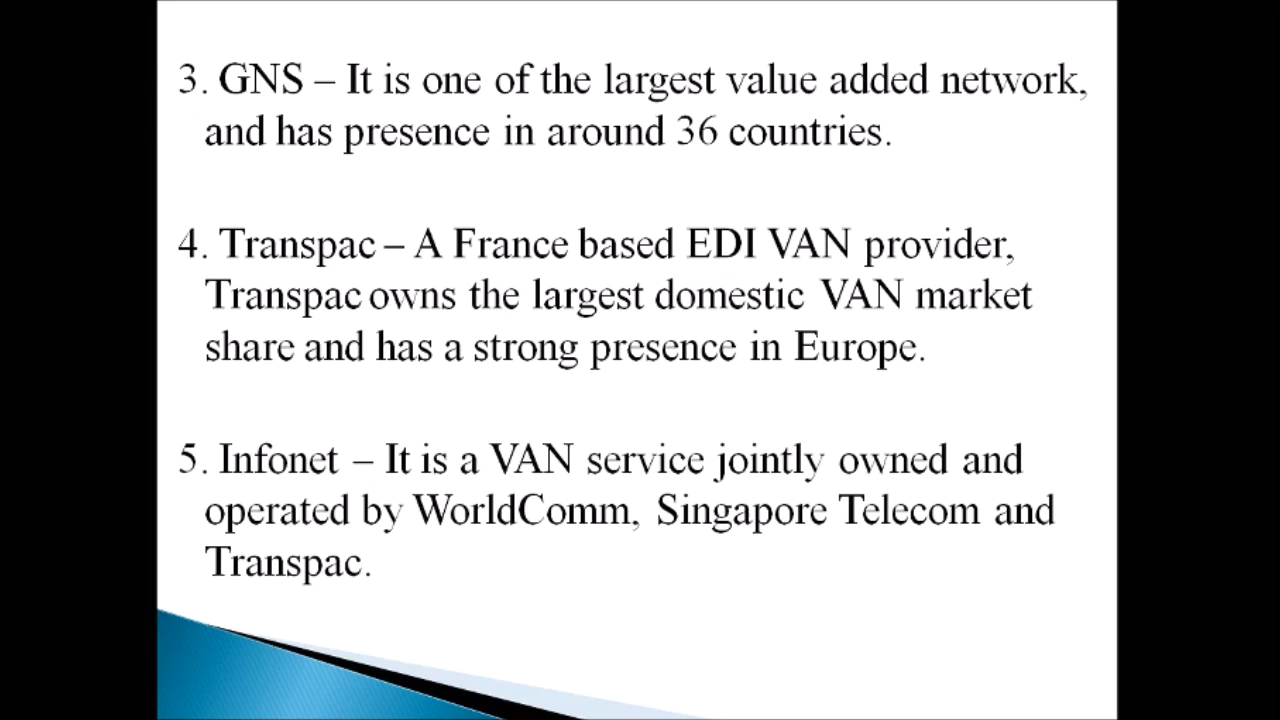 3. GNS – It is one of the largest value added network,
and has presence in around 36 countries.
4. Transpac – A France based EDI VAN provider,
Transpac owns the largest domestic VAN market
share and has a strong presence in Europe.
5. Infonet – It is a VAN service jointly owned and
operated by WorldComm, Singapore Telecom and
Transpac.